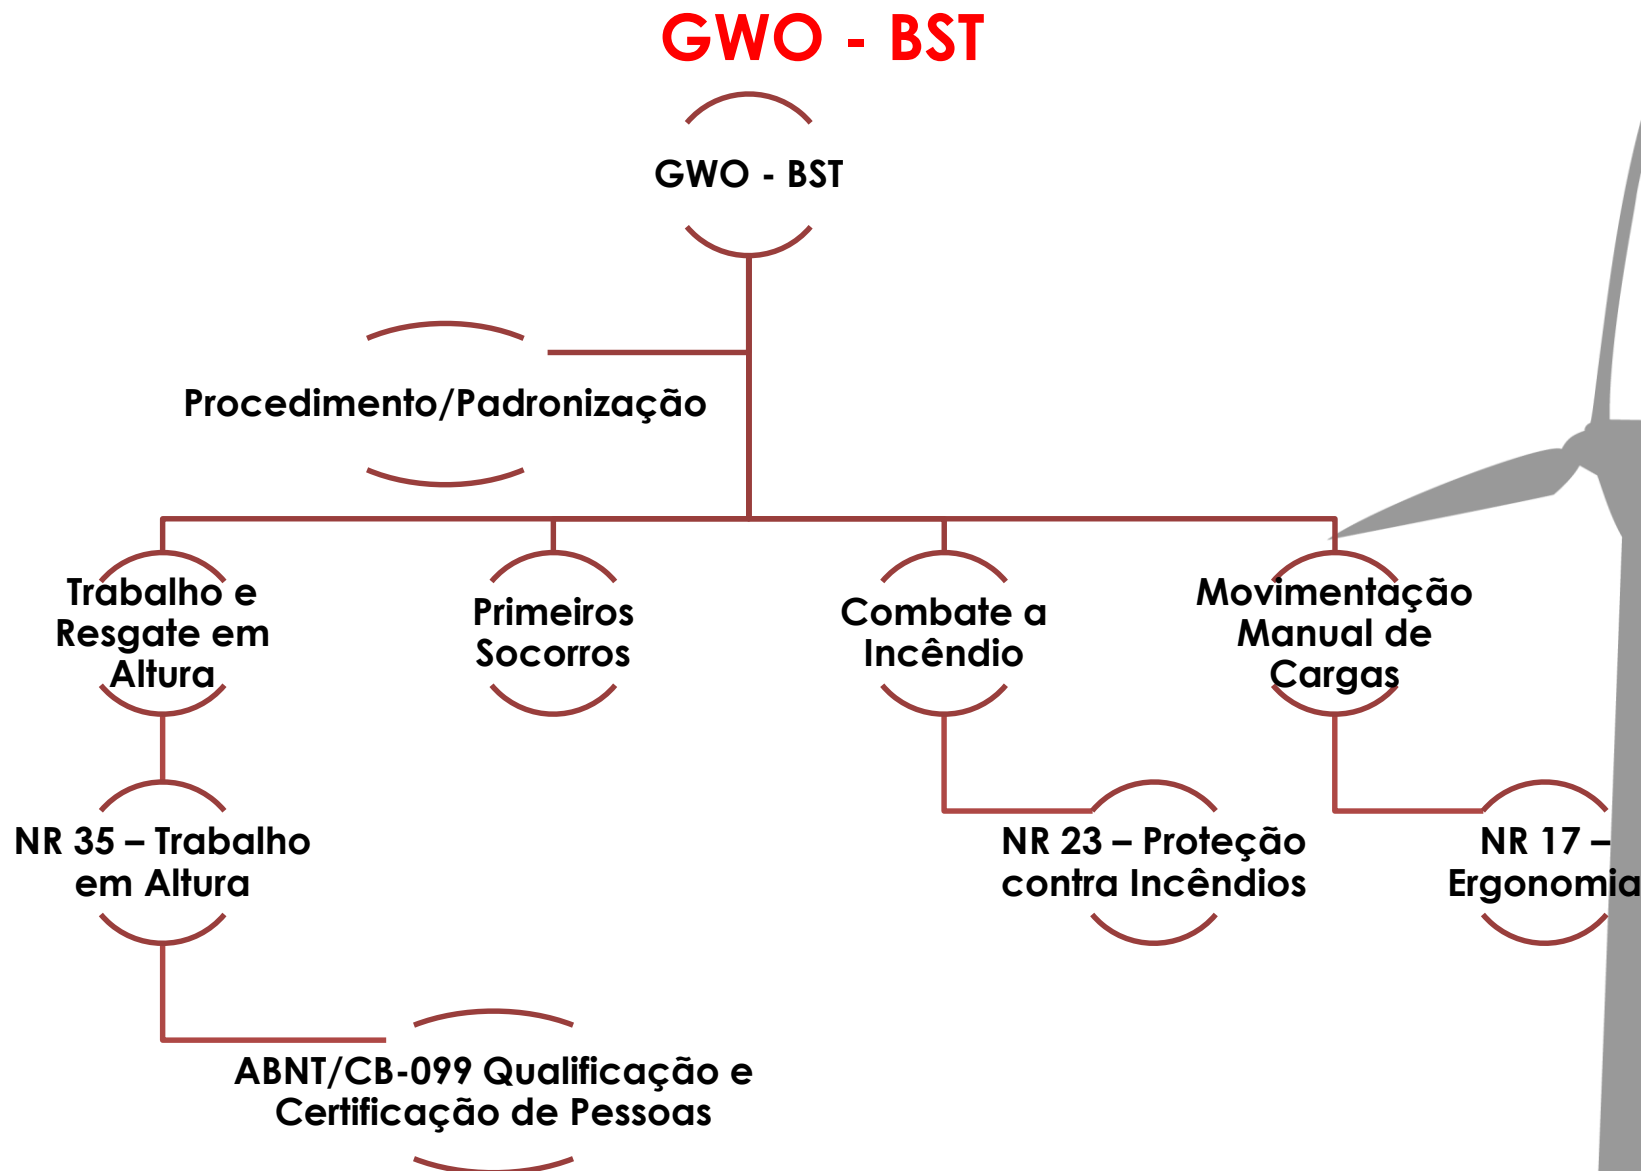 GWO - BST
GWO - BST
Procedimento/Padronização
Trabalho e
Resgate em
Altura
Primeiros
Socorros
Combate a
Incêndio
Movimentação
Manual de
Cargas
NR 35 – Trabalho
em Altura
NR 23 – Proteção
contra Incêndios
NR 17 –
Ergonomia
ABNT/CB-099 Qualificação e
Certificação de Pessoas